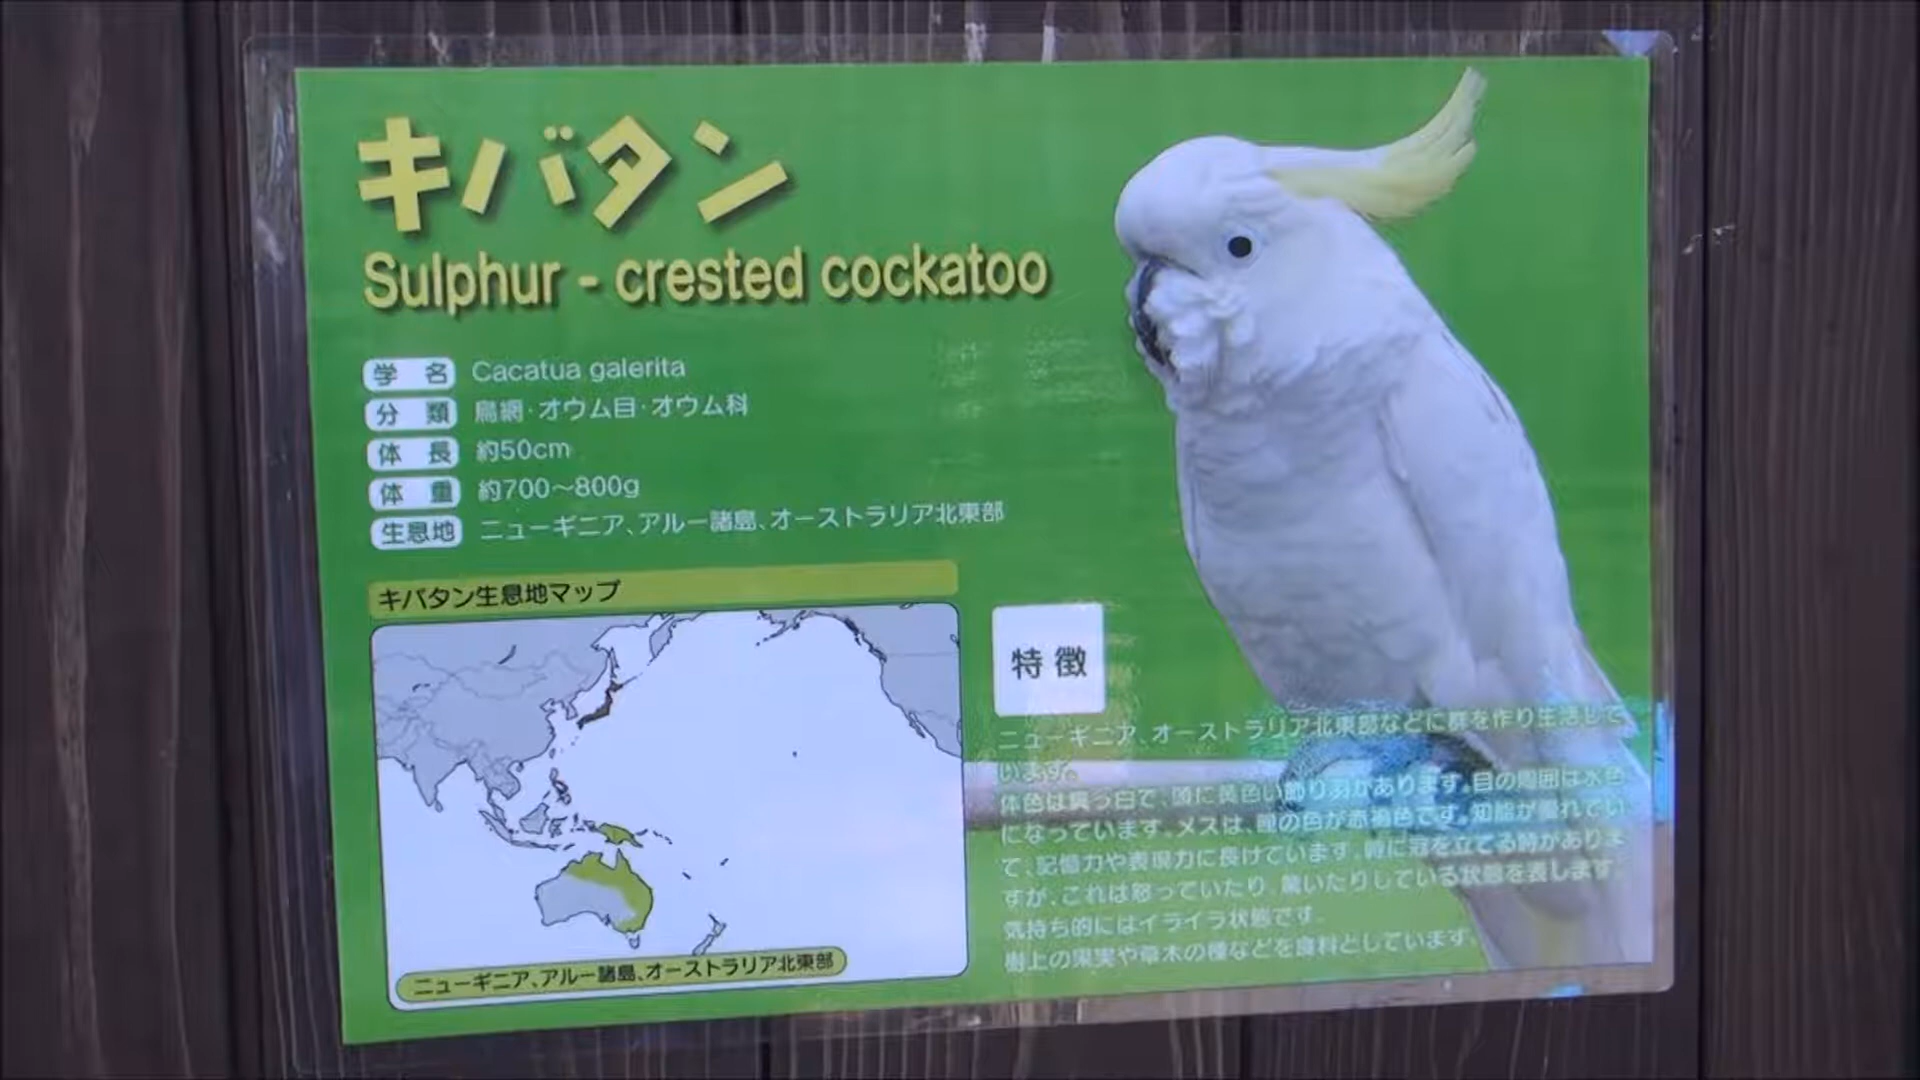 キバタン
Sulphur - crested cockatoo
学名 Cacatua galerita
分類 鳥網・オウム目・オウム科
体長 約50cm
体重 約700〜800g
生息地 ニューギニア、アルー諸島、オーストラリア北東部
キバタン生息地マップ
ニューギニア、アルー諸島、オーストラリア北東部
特徴
ニューギニア、オーストラリア北東部などに群を作り生活して
います。
体色は真っ白で、頭に黄色い飾り羽があります。目の周囲は水色
になっています。メスは、瞳の色が赤褐色です。知能が優れてい
て、記憶力や表現力に長けています。時に冠を立てる時がありま
すが、これは怒っていたり、驚いたりしている状態を表します。
気持ち的にはイライラ状態です。
樹上の果実や草木の種などを食料としています。